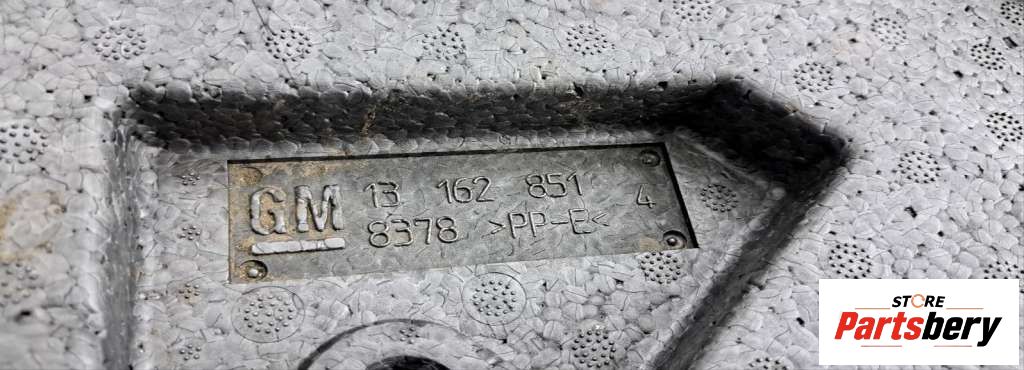 GM 13 162 851 4
8378 >PP-E<
STORE
Partsbery